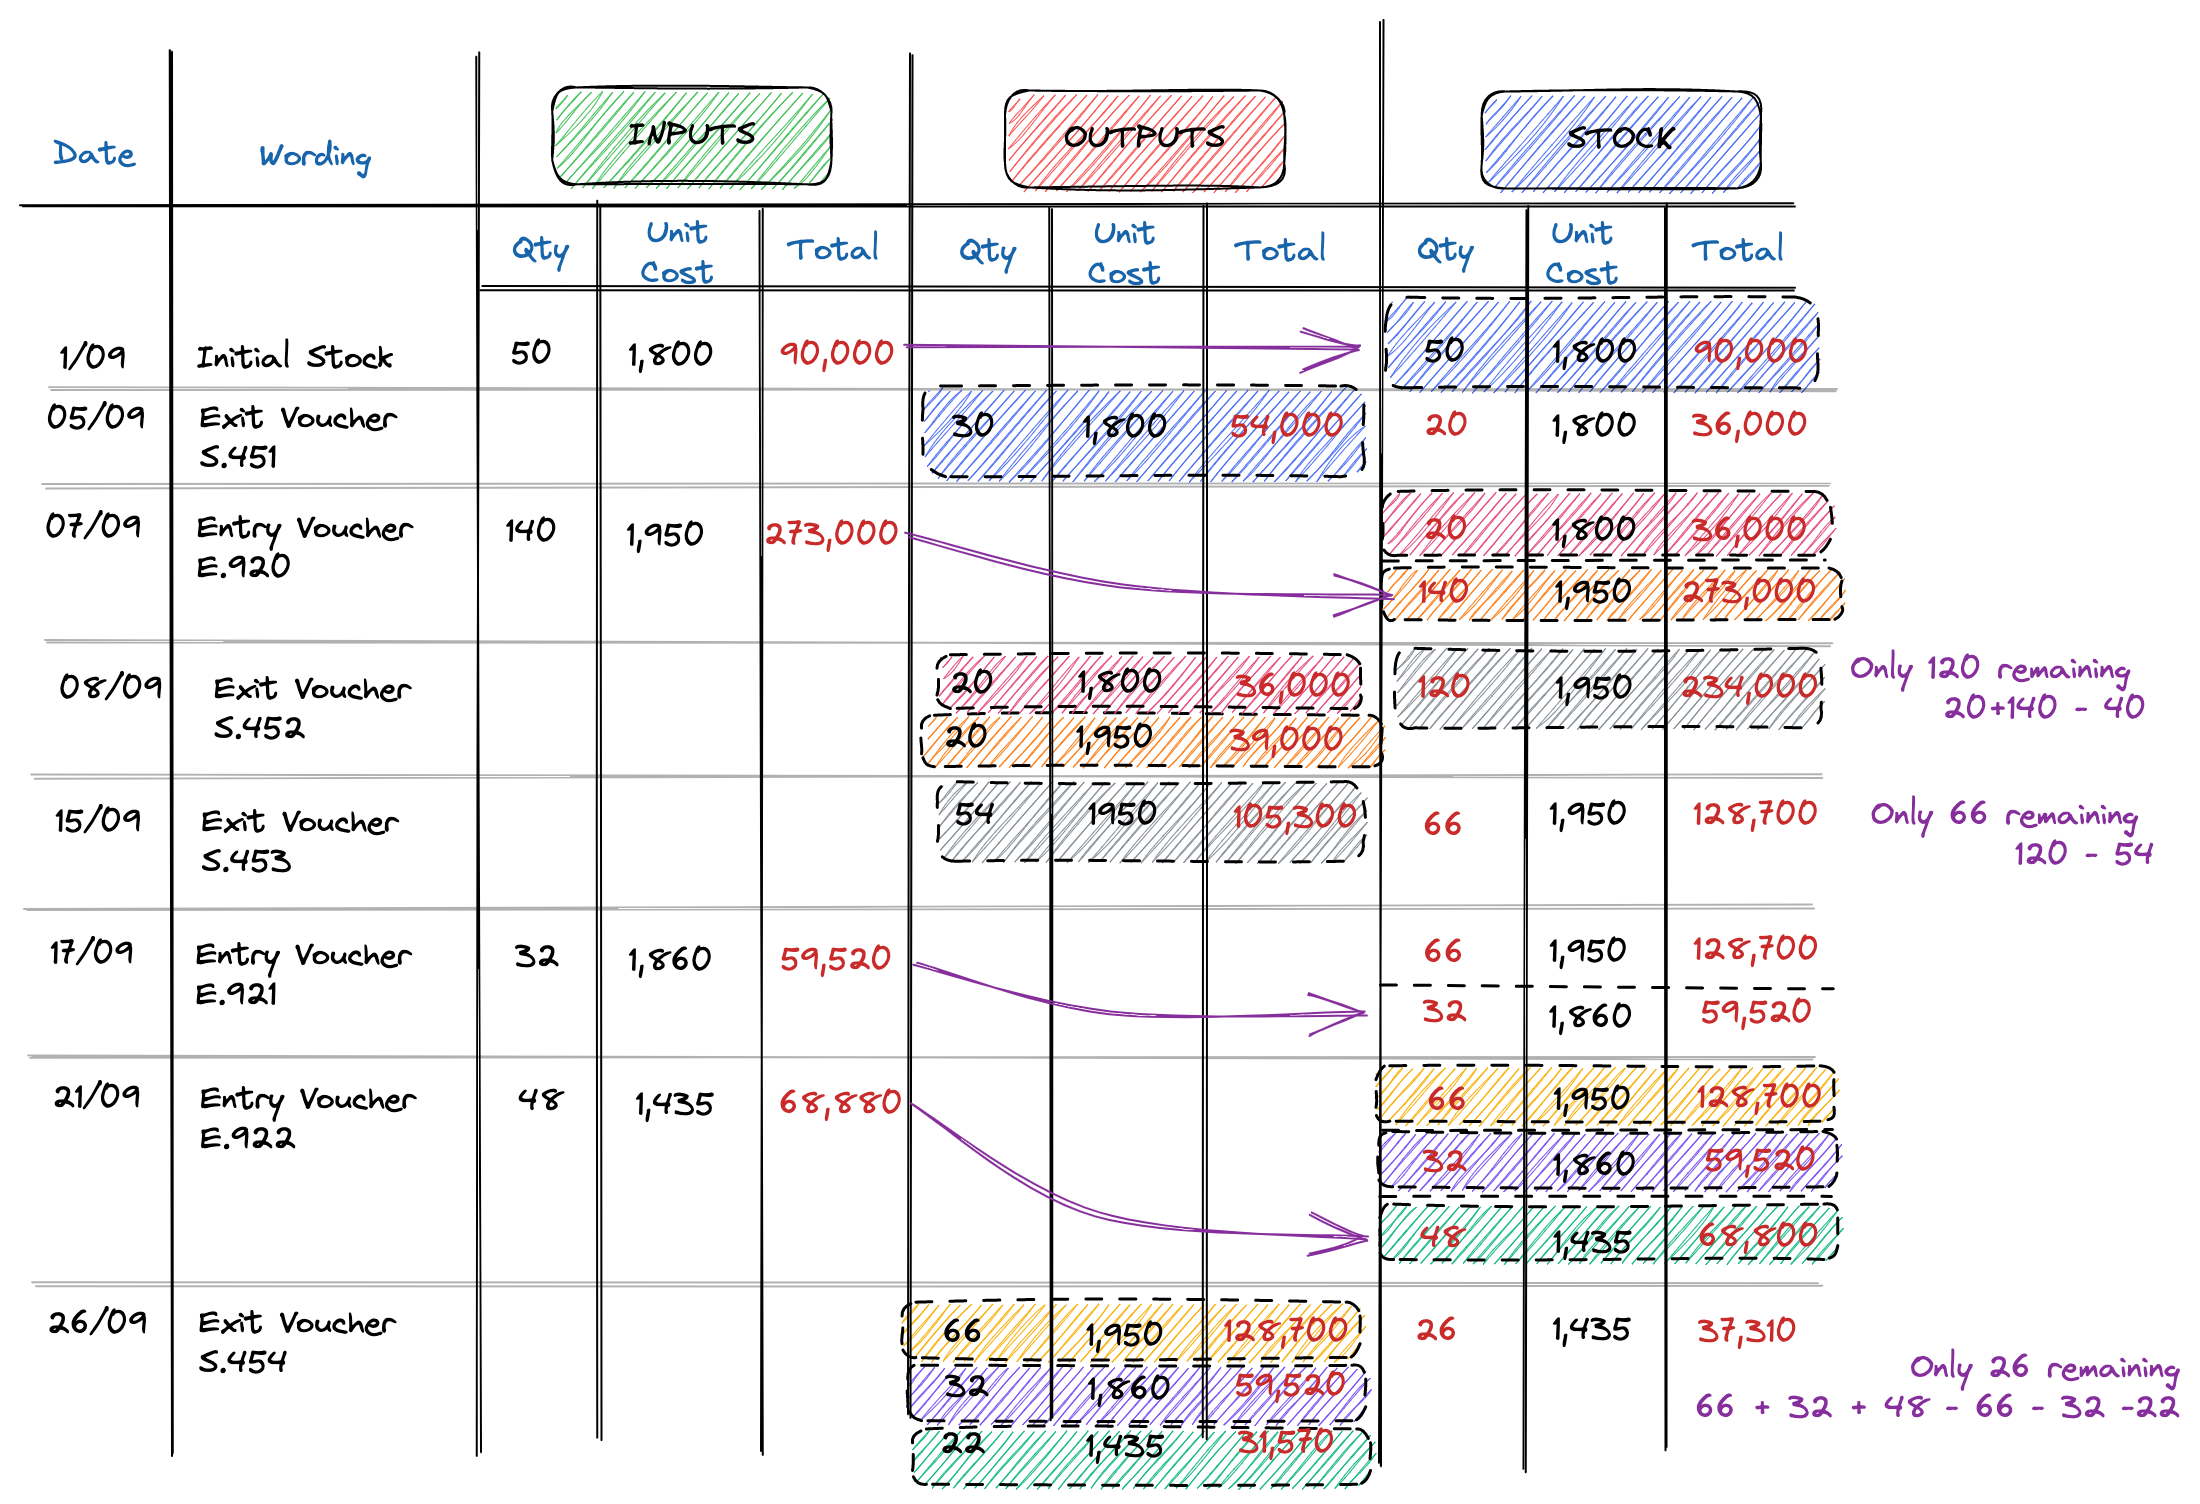 INPUTS
OUTPUTS
STOCK
Date
Wording
Qty
Unit
Cost
Total
Qty
Unit
Cost
Total
Qty
Unit
Cost
Total
1/09
Initial Stock
50
1,800
90,000
50
1,800
90,000
05/09
Exit Voucher
S.451
30
1,800
54,000
20
1,800
36,000
07/09
Entry Voucher
E.920
140
1,950
273,000
20
1,800
36,000
140
1,950
273,000
08/09
Exit Voucher
S.452
20
1,800
36,000
20
1,950
39,000
120
1,950
234,000
Only 120 remaining
20+140 - 40
15/09
Exit Voucher
S.453
54
1950
105,300
66
1,950
128,700
Only 66 remaining
120 - 54
17/09
Entry Voucher
E.921
32
1,860
59,520
66
1,950
128,700
32
1,860
59,520
21/09
Entry Voucher
E.922
48
1,435
68,880
66
1,950
128,700
32
1,860
59,520
48
1,435
68,800
26/09
Exit Voucher
S.454
66
1,950
128,700
32
1,860
59,520
22
1,435
31,570
26
1,435
37,310
Only 26 remaining
66 + 32 + 48 - 66 - 32 -22